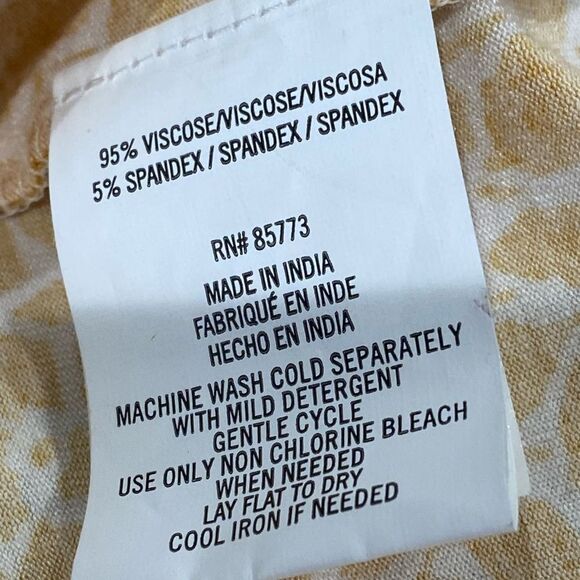 95% VISCOSE/VISCOSE/VISCOSA
5% SPANDEX / SPANDEX / SPANDEX
RN# 85773
MADE IN INDIA
FABRIQUÉ EN INDE
HECHO EN INDIA
MACHINE WASH COLD SEPARATELY
WITH MILD DETERGENT
GENTLE CYCLE
USE ONLY NON CHLORINE BLEACH
WHEN NEEDED
LAY FLAT TO DRY
COOL IRON IF NEEDED